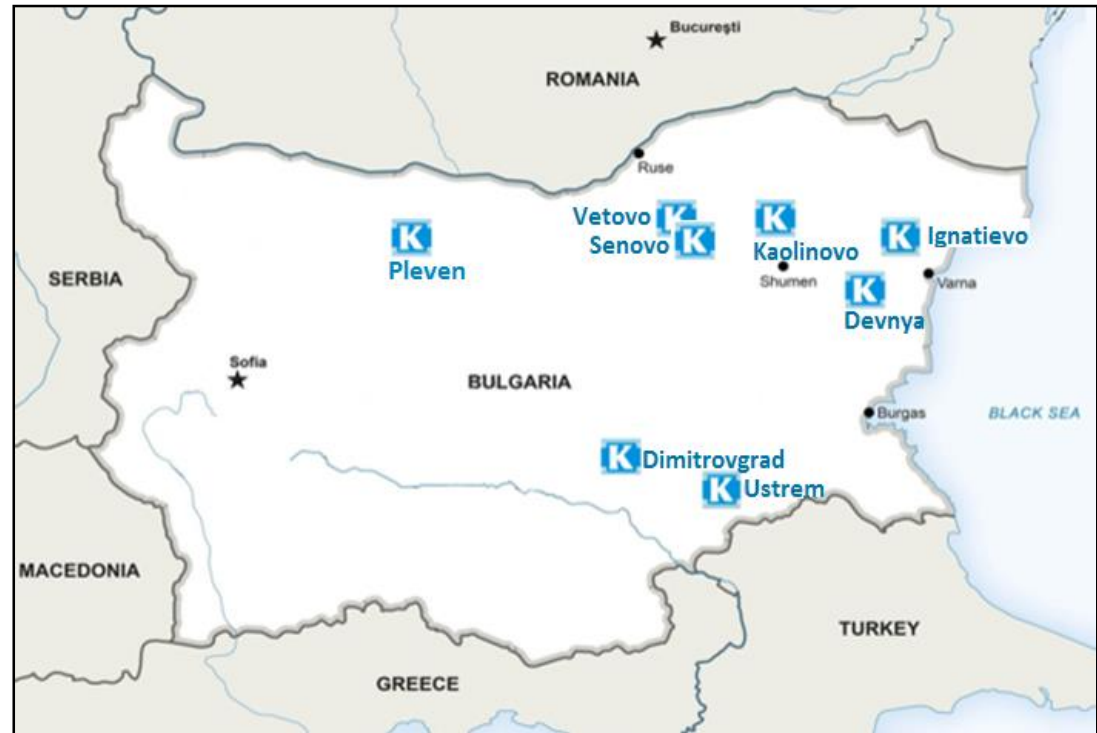 Bucureşti
ROMANIA
Ruse
Vetovo K
Senovo K
K
Kaolinovo
K Ignatievo
K
Pleven
Shumen
Varna
K
Devnya
SERBIA
Sofia
BULGARIA
Burgas
BLACK SEA
K Dimitrovgrad
K Ustrem
MACEDONIA
TURKEY
GREECE